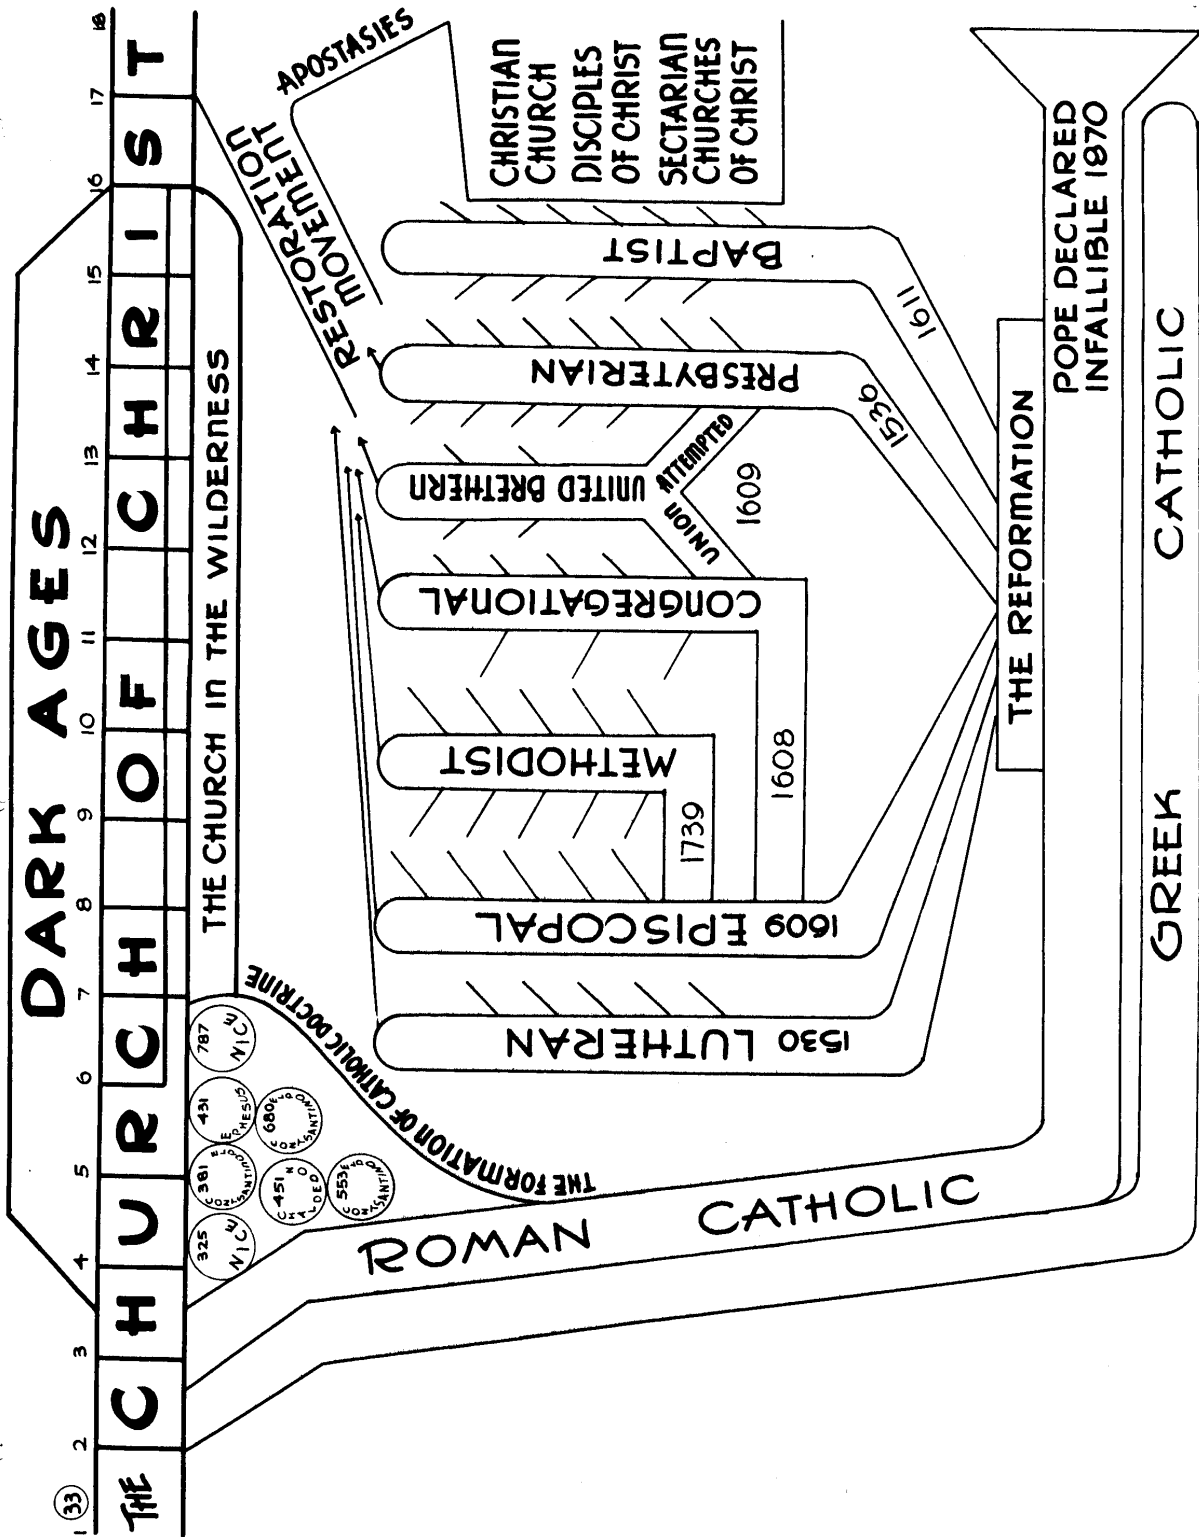 DARK AGES
1 33 2 3 4 5 6 7 8 9 10 11 12 13 14 15 16 17 18
THE CHURCH OF CHRIST
THE CHURCH IN THE WILDERNESS
325 NICE
381 CONSTANTINOPLE
431 EPHESUS
787 NICE
451 CHALCEDON
680
553
THE FORMATION OF CATHOLIC DOCTRINE
RESTORATION
MOVEMENT
APOSTASIES
CHRISTIAN
CHURCH
DISCIPLES
OF CHRIST
SECTARIAN
CHURCHES
OF CHRIST
1530 LUTHERAN
1609 EPISCOPAL
METHODIST
1739
CONGREGATIONAL
1608
UNITED BRETHERN
UNION ATTEMPTED
1609
PRESBYTERIAN
1536
BAPTIST
1611
THE REFORMATION
ROMAN CATHOLIC
POPE DECLARED
INFALLIBLE 1870
GREEK CATHOLIC